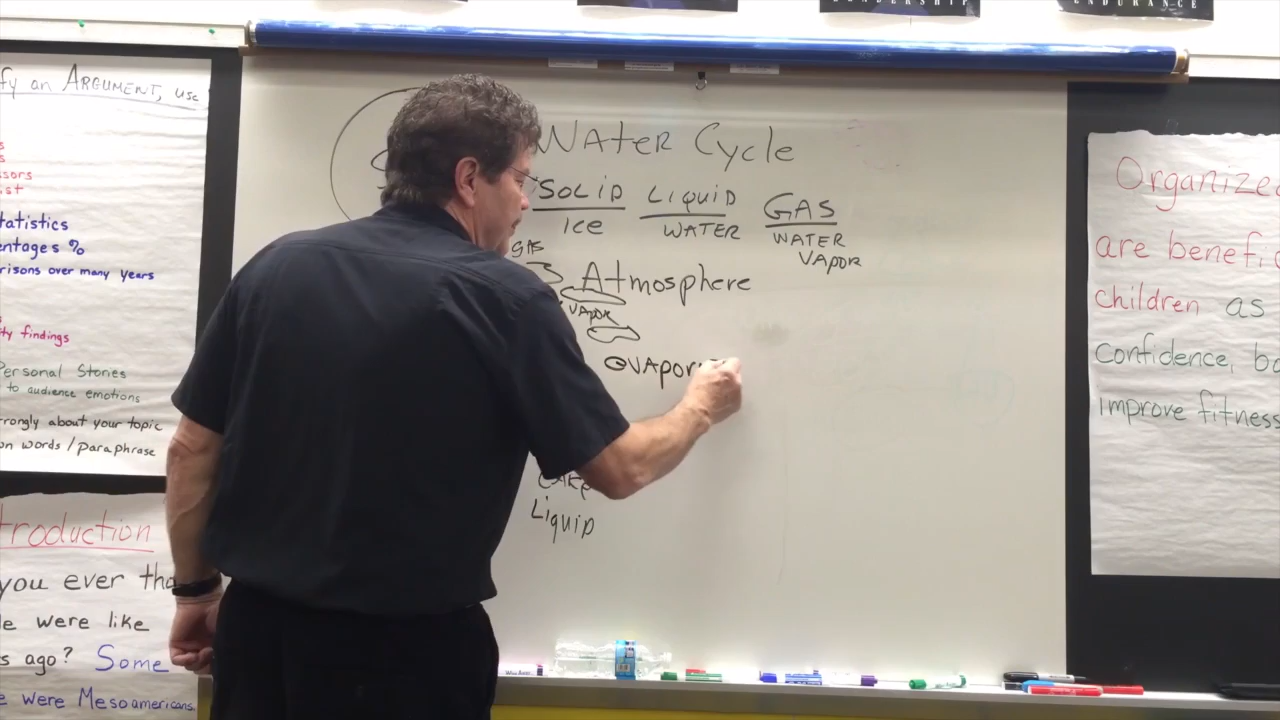 ENDURANCE
fy an ARGUMENT, use
ssors
ist
tatistics
entages %
risons over many years
ty findings
Personal Stories
to audience emotions
rongly about your topic
on words / paraphrase
troduction
you ever tha
le were like
s ago? Some
e were Mesoamericans
WATER Cycle
SOLID LIQUID GAS
Ice WATER WATER
VAPOR
GAS
Atmosphere
VAPOR
evapor
Liquid
Organize
are benefi
children as
confidence, b
improve fitness